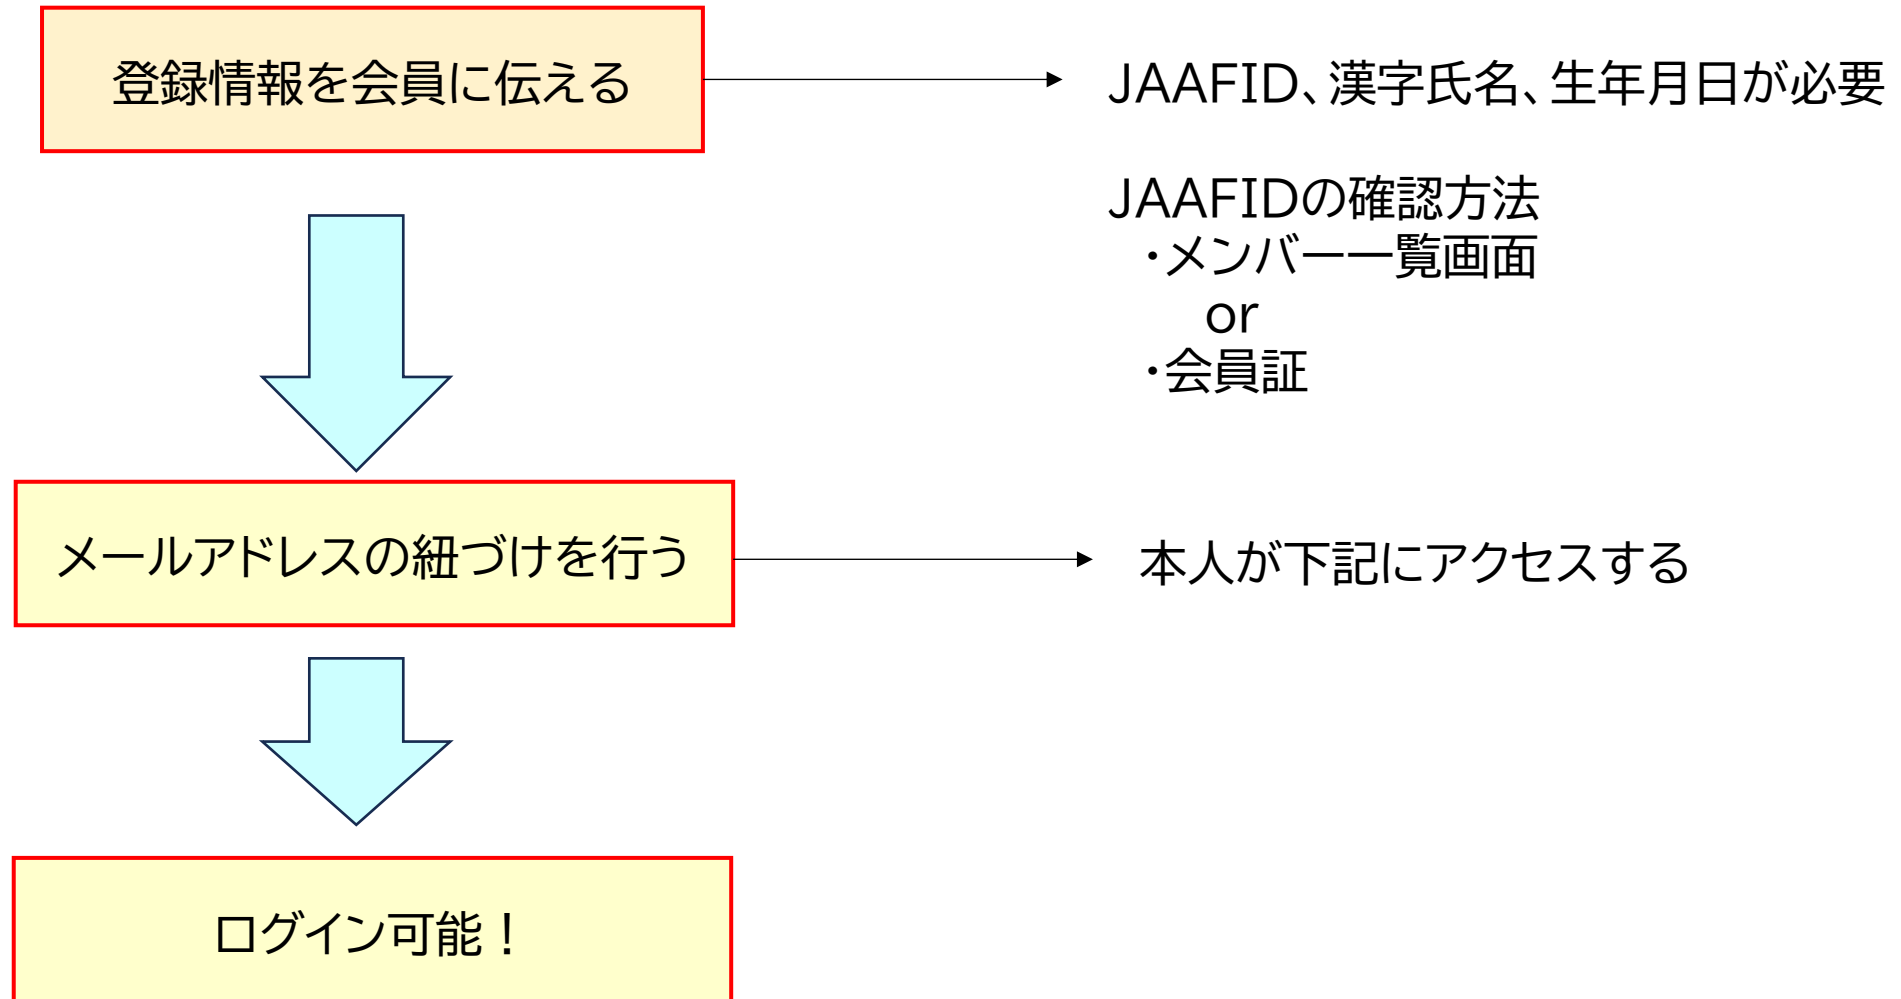 登録情報を会員に伝える
JAAFID、漢字氏名、生年月日が必要
JAAFIDの確認方法
・メンバー一覧画面
or
・会員証
メールアドレスの紐づけを行う
本人が下記にアクセスする
ログイン可能！